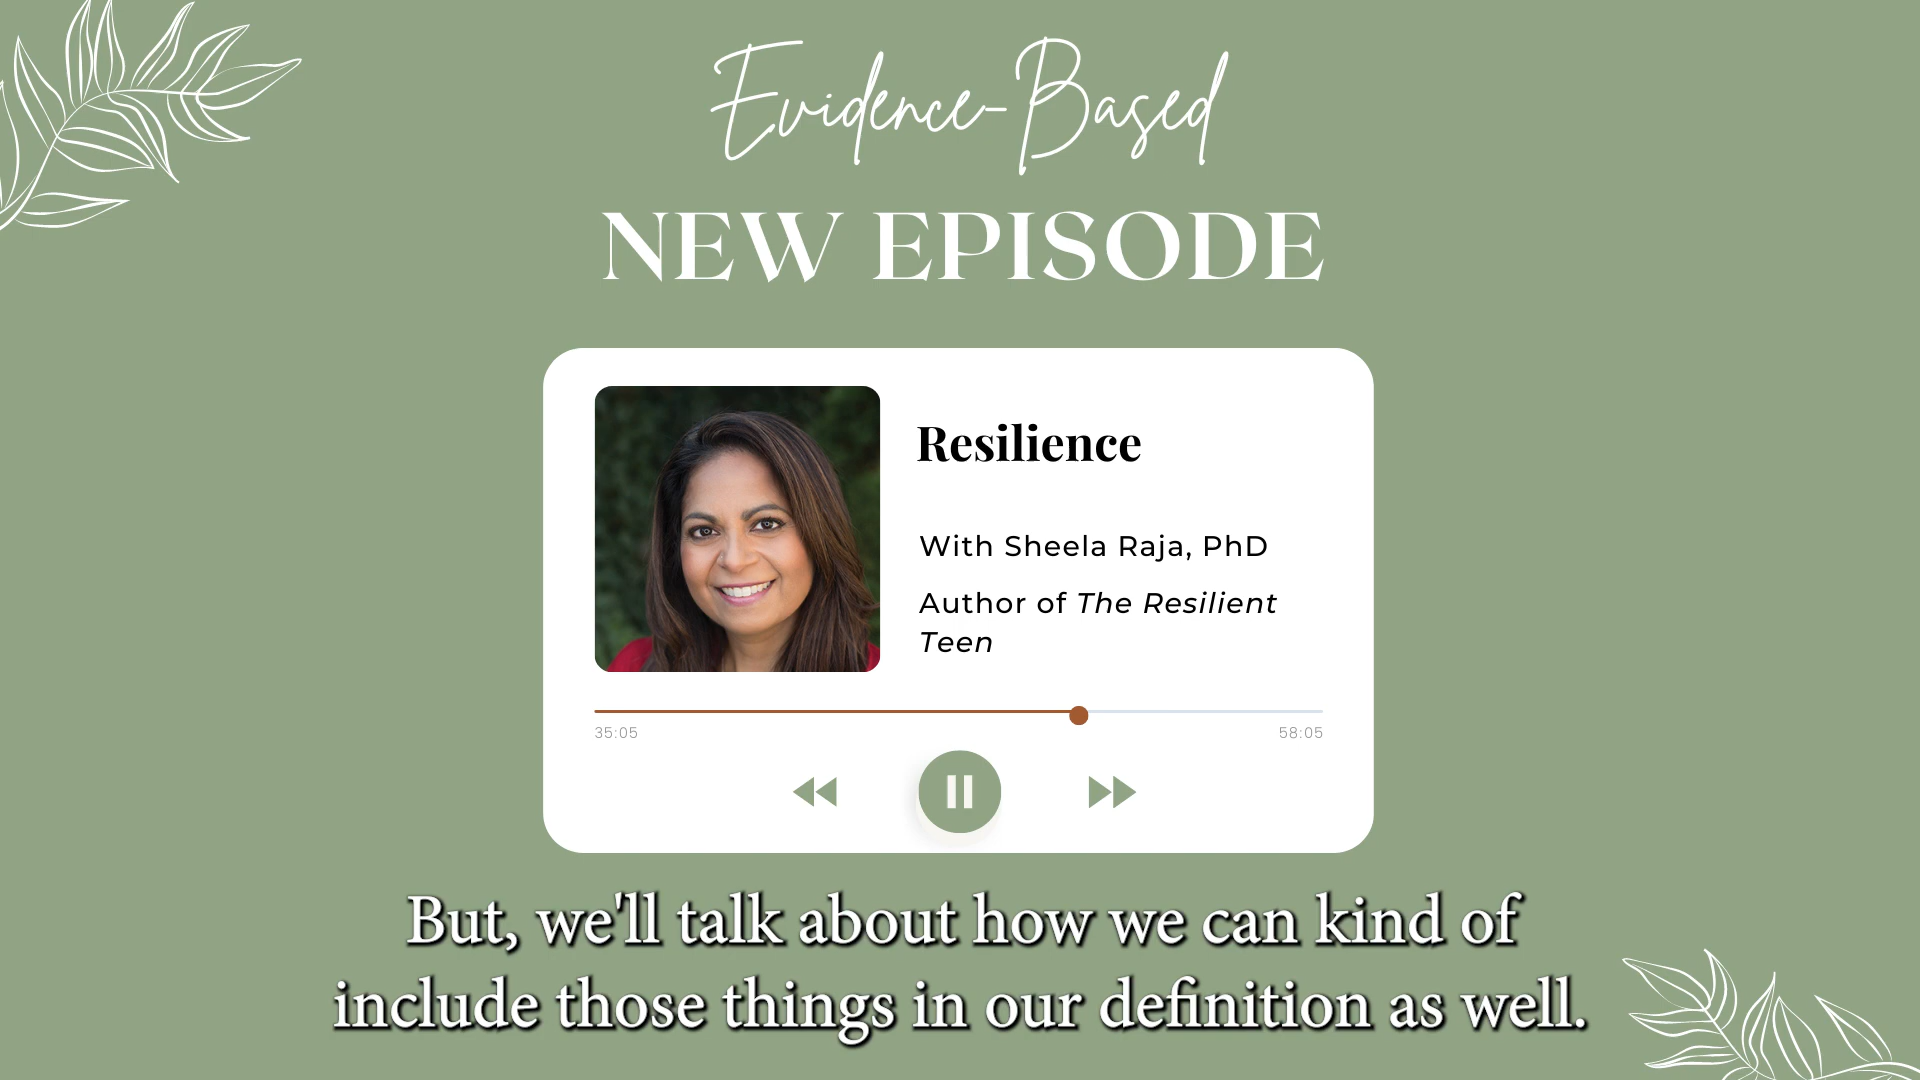 Evidence-Based
NEW EPISODE
Resilience
With Sheela Raja, PhD
Author of The Resilient
Teen
35:05
58:05
But, we'll talk about how we can kind of
include those things in our definition as well.